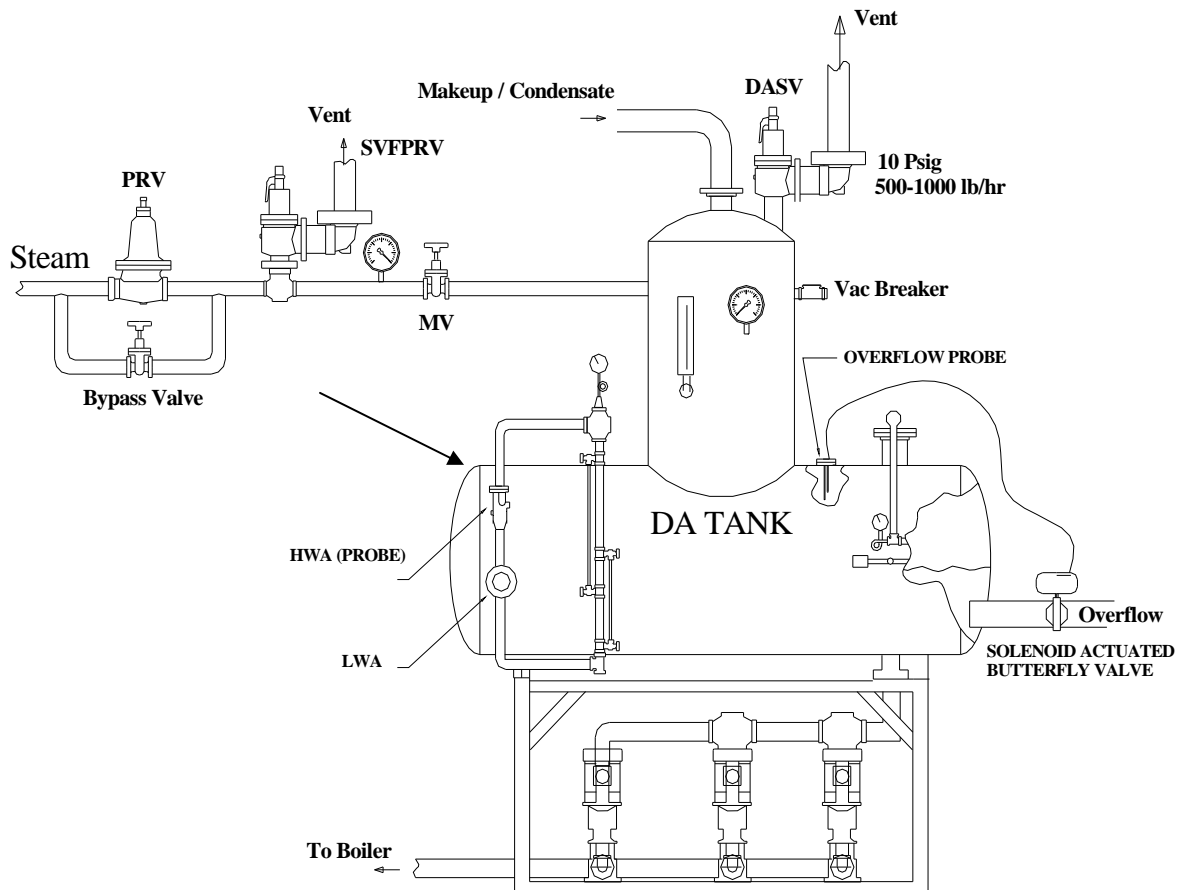 Vent
Makeup / Condensate
DASV
Vent
SVFPRV
10 Psig
500-1000 lb/hr
PRV
Steam
Vac Breaker
MV
OVERFLOW PROBE
Bypass Valve
DA TANK
HWA (PROBE)
Overflow
SOLENOID ACTUATED
BUTTERFLY VALVE
LWA
To Boiler